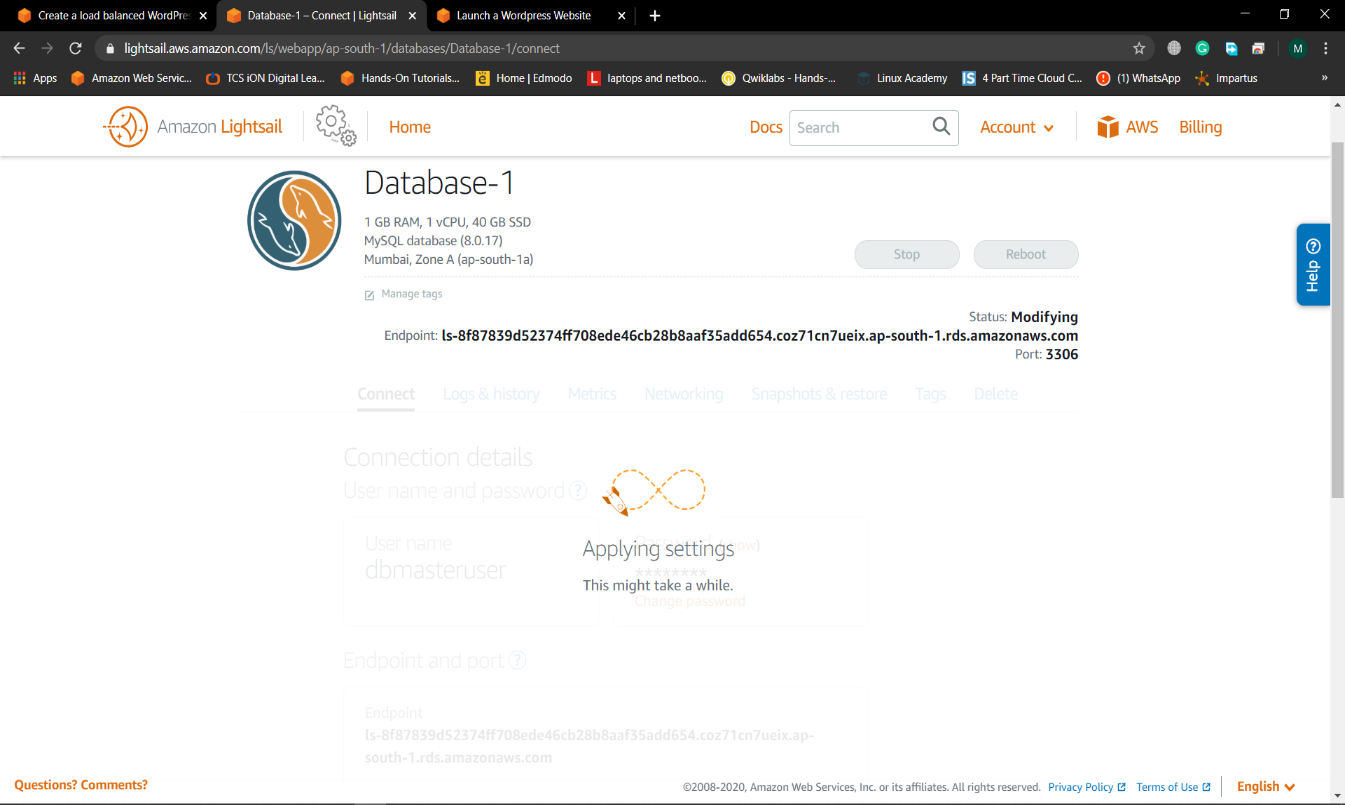 Create a load balanced WordPres
Database-1 – Connect | Lightsail
Launch a Wordpress Website
lightsail.aws.amazon.com/ls/webapp/ap-south-1/databases/Database-1/connect
M
Apps
Amazon Web Servic...
TCS iON Digital Lea...
Hands-On Tutorials...
Home | Edmodo
laptops and netboo...
Qwiklabs - Hands-...
Linux Academy
4 Part Time Cloud C...
(1) WhatsApp
Impartus
»
Amazon Lightsail
Home
Docs
Search
Account
AWS
Billing
Database-1
1 GB RAM, 1 vCPU, 40 GB SSD
MySQL database (8.0.17)
Mumbai, Zone A (ap-south-1a)
Stop
Reboot
Help ?
Manage tags
Status: Modifying
Endpoint: ls-8f87839d52374ff708ede46cb28b8aaf35add654.coz71cn7ueix.ap-south-1.rds.amazonaws.com
Port: 3306
Connect
Logs & history
Metrics
Networking
Snapshots & restore
Tags
Delete
Connection details
User name and password ?
User name
dbmasteruser
Applying settings
********
This might take a while.
Change password
Endpoint and port ?
Endpoint
ls-8f87839d52374ff708ede46cb28b8aaf35add654.coz71cn7ueix.ap-
south-1.rds.amazonaws.com
Questions? Comments?
©2008-2020, Amazon Web Services, Inc. or its affiliates. All rights reserved.
Privacy Policy
Terms of Use
English